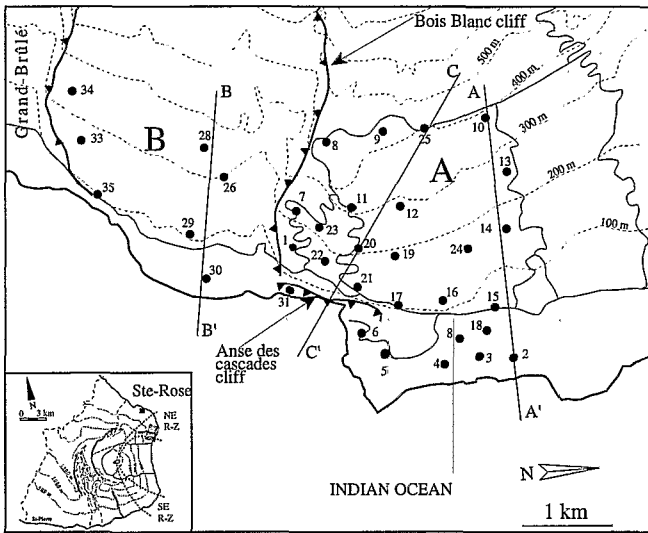 Bois Blanc cliff
Grand-Brûlé
500 m
400 m
300 m
200 m
100 m
B
C
A
34
33
35
B
28
26
29
30
B'
8
9
25
10
A
7
11
12
13
1
23
20
19
24
14
22
21
31
17
16
15
6
5
8
18
4
3
2
Anse des
cascades
cliff
C'
A'
Ste-Rose
N
0 3 km
NE
R-Z
SE
R-Z
St-Pierre
INDIAN OCEAN
N
1 km